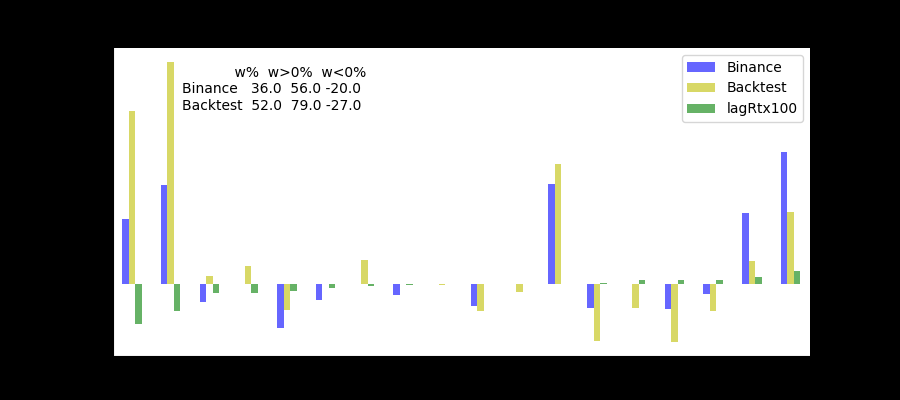 w% w>0% w<0%
Binance 36.0 56.0 -20.0
Backtest 52.0 79.0 -27.0
Binance
Backtest
lagRtx100